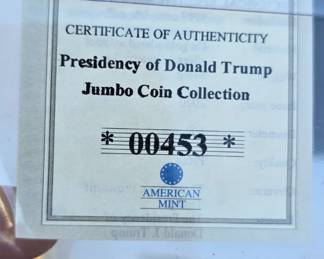 CERTIFICATE OF AUTHENTICITY
Presidency of Donald Trump
Jumbo Coin Collection
* 00453 *
AMERICAN
MINT